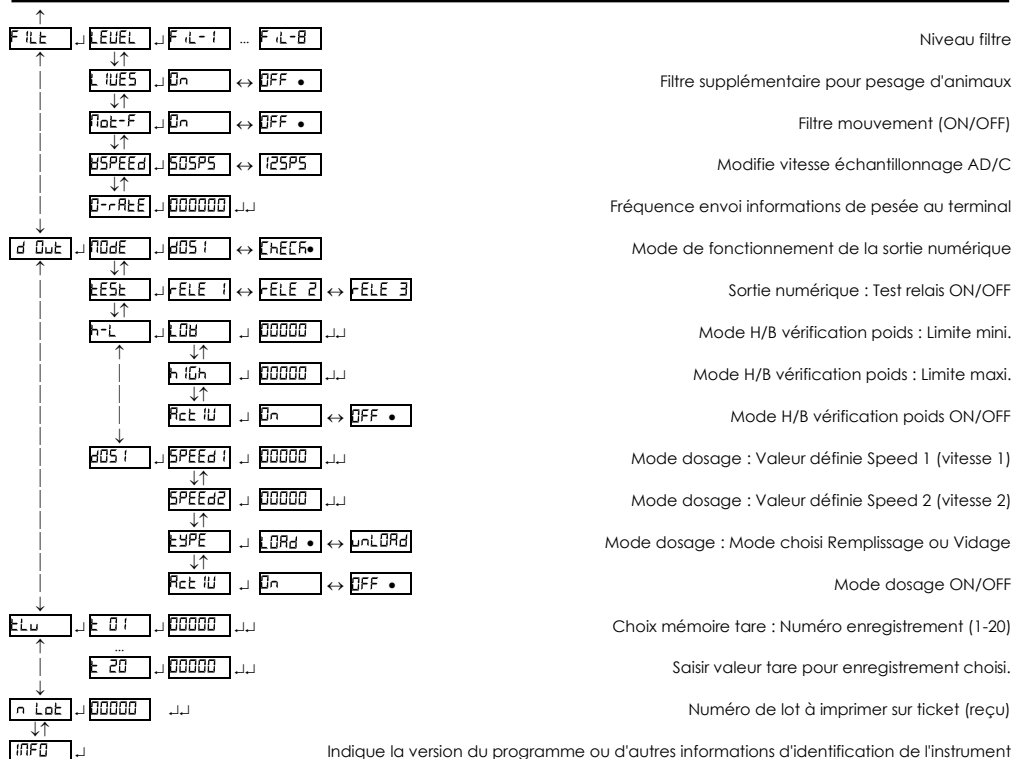 ↑
FILt ↵ LEVEL ↵ FiL-1 ... FiL-8 Niveau filtre
LIVES ↵ On ↔ OFF • Filtre supplémentaire pour pesage d'animaux
Mot-F ↵ On ↔ OFF • Filtre mouvement (ON/OFF)
WSPEEd ↵ 50SPS ↔ 12SPS Modifie vitesse échantillonnage AD/C
O-rAtE ↵ 000000 ↵↵ Fréquence envoi informations de pesée au terminal
d Out ↵ MOdE ↵ dOS1 ↔ ChECK• Mode de fonctionnement de la sortie numérique
tESt ↵ rELE 1 ↔ rELE 2 ↔ rELE 3 Sortie numérique : Test relais ON/OFF
h-L ↵ LOW ↵ 00000 ↵↵ Mode H/B vérification poids : Limite mini.
hIGh ↵ 00000 ↵↵ Mode H/B vérification poids : Limite maxi.
ActIV ↵ On ↔ OFF • Mode H/B vérification poids ON/OFF
dOS1 ↵ SPEEd1 ↵ 00000 ↵↵ Mode dosage : Valeur définie Speed 1 (vitesse 1)
SPEEd2 ↵ 00000 ↵↵ Mode dosage : Valeur définie Speed 2 (vitesse 2)
tYPE ↵ LOAd • ↔ unLOAd Mode dosage : Mode choisi Remplissage ou Vidage
ActIV ↵ On ↔ OFF • Mode dosage ON/OFF
tLu ↵ t 01 ↵ 00000 ↵↵ Choix mémoire tare : Numéro enregistrement (1-20)
...
t 20 ↵ 00000 ↵↵ Saisir valeur tare pour enregistrement choisi.
n Lot ↵ 00000 ↵↵ Numéro de lot à imprimer sur ticket (reçu)
INFO ↵ Indique la version du programme ou d'autres informations d'identification de l'instrument